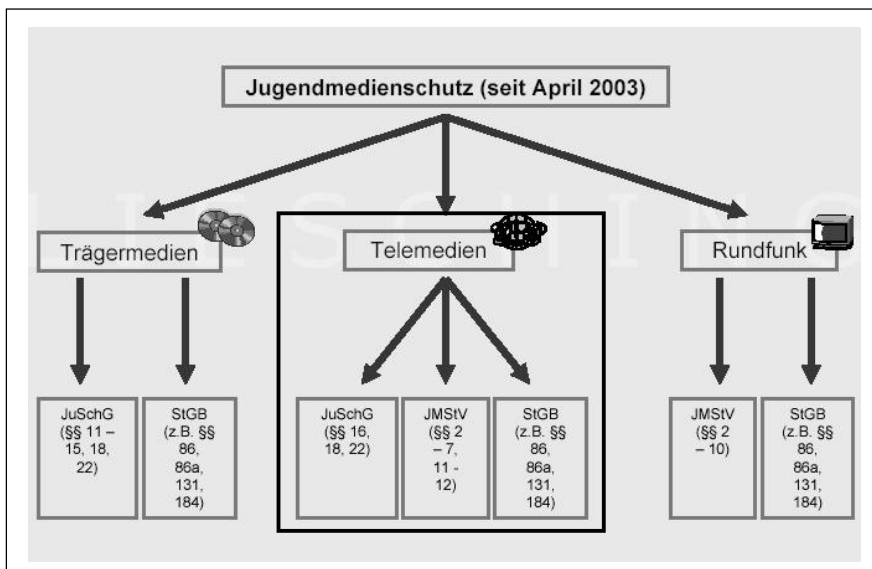 Jugendmedienschutz (seit April 2003)
LIESCHING
Trägermedien
Telemedien
Rundfunk
JuSchG
(§§ 11 –
15, 18,
22)
StGB
(z.B. §§
86,
86a,
131,
184)
JuSchG
(§§ 16,
18, 22)
JMStV
(§§ 2
– 7,
11 -
12)
StGB
(z.B. §§
86,
86a,
131,
184)
JMStV
(§§ 2
– 10)
StGB
(z.B. §§
86,
86a,
131,
184)